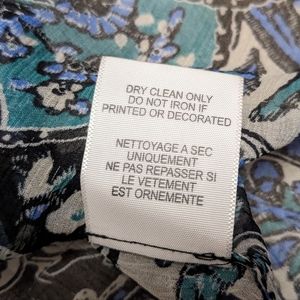 DRY CLEAN ONLY
DO NOT IRON IF
PRINTED OR DECORATED
NETTOYAGE A SEC
UNIQUEMENT
NE PAS REPASSER SI
LE VETEMENT
EST ORNEMENTE